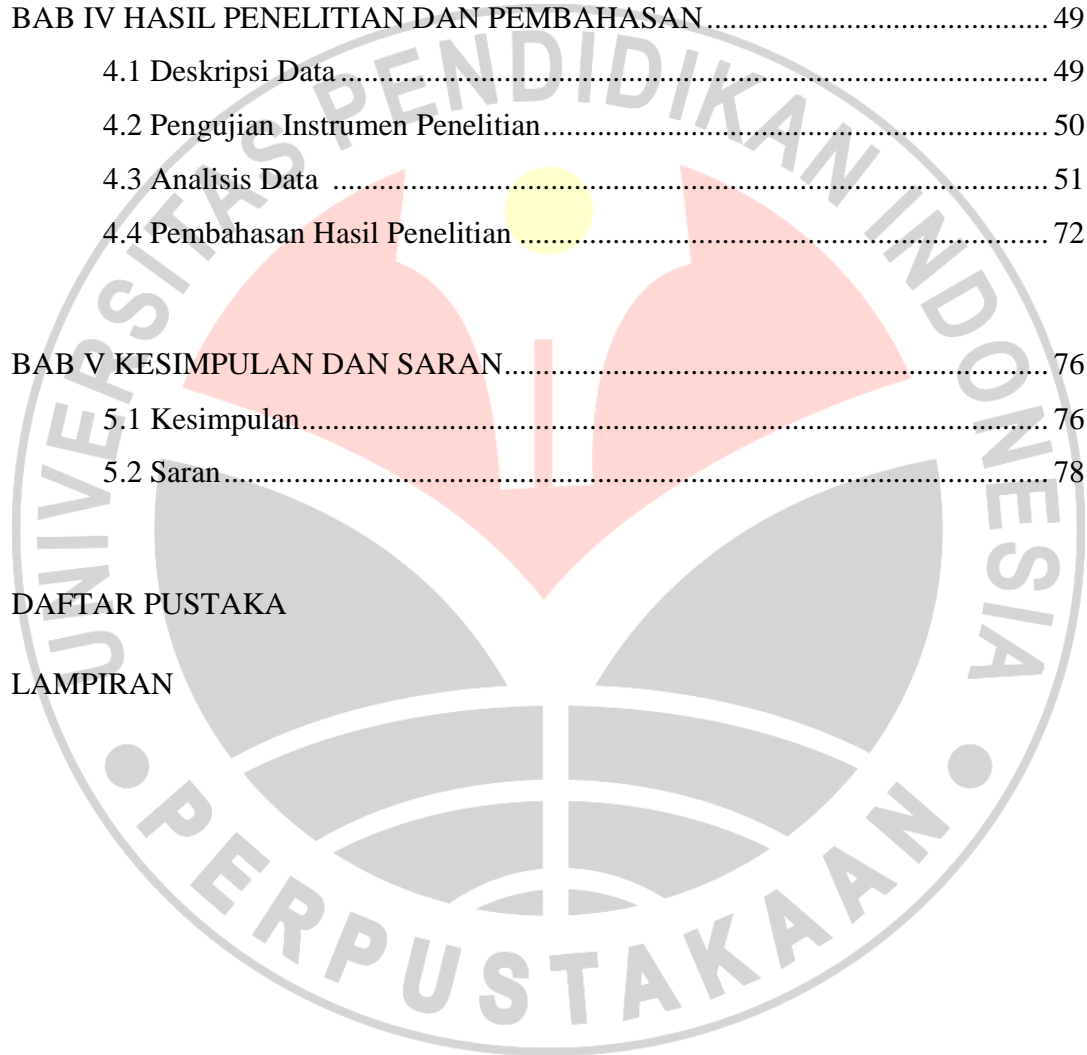 BAB IV HASIL PENELITIAN DAN PEMBAHASAN............................................ 49
4.1 Deskripsi Data............................................................................................ 49
4.2 Pengujian Instrumen Penelitian................................................................. 50
4.3 Analisis Data ............................................................................................. 51
4.4 Pembahasan Hasil Penelitian..................................................................... 72
BAB V KESIMPULAN DAN SARAN.................................................................. 76
5.1 Kesimpulan................................................................................................. 76
5.2 Saran........................................................................................................... 78
DAFTAR PUSTAKA
LAMPIRAN
UNIVERSITAS PENDIDIKAN INDONESIA
PERPUSTAKAAN